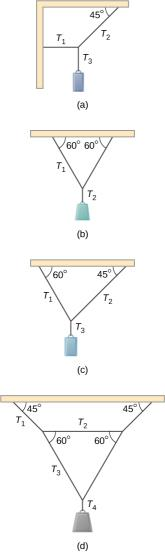 45°
T₁ T₂
T₃
(a)
60° 60°
T₁
T₂
(b)
60° 45°
T₁ T₂
T₃
(c)
45° 45°
T₁ T₂
60° 60°
T₃
T₄
(d)